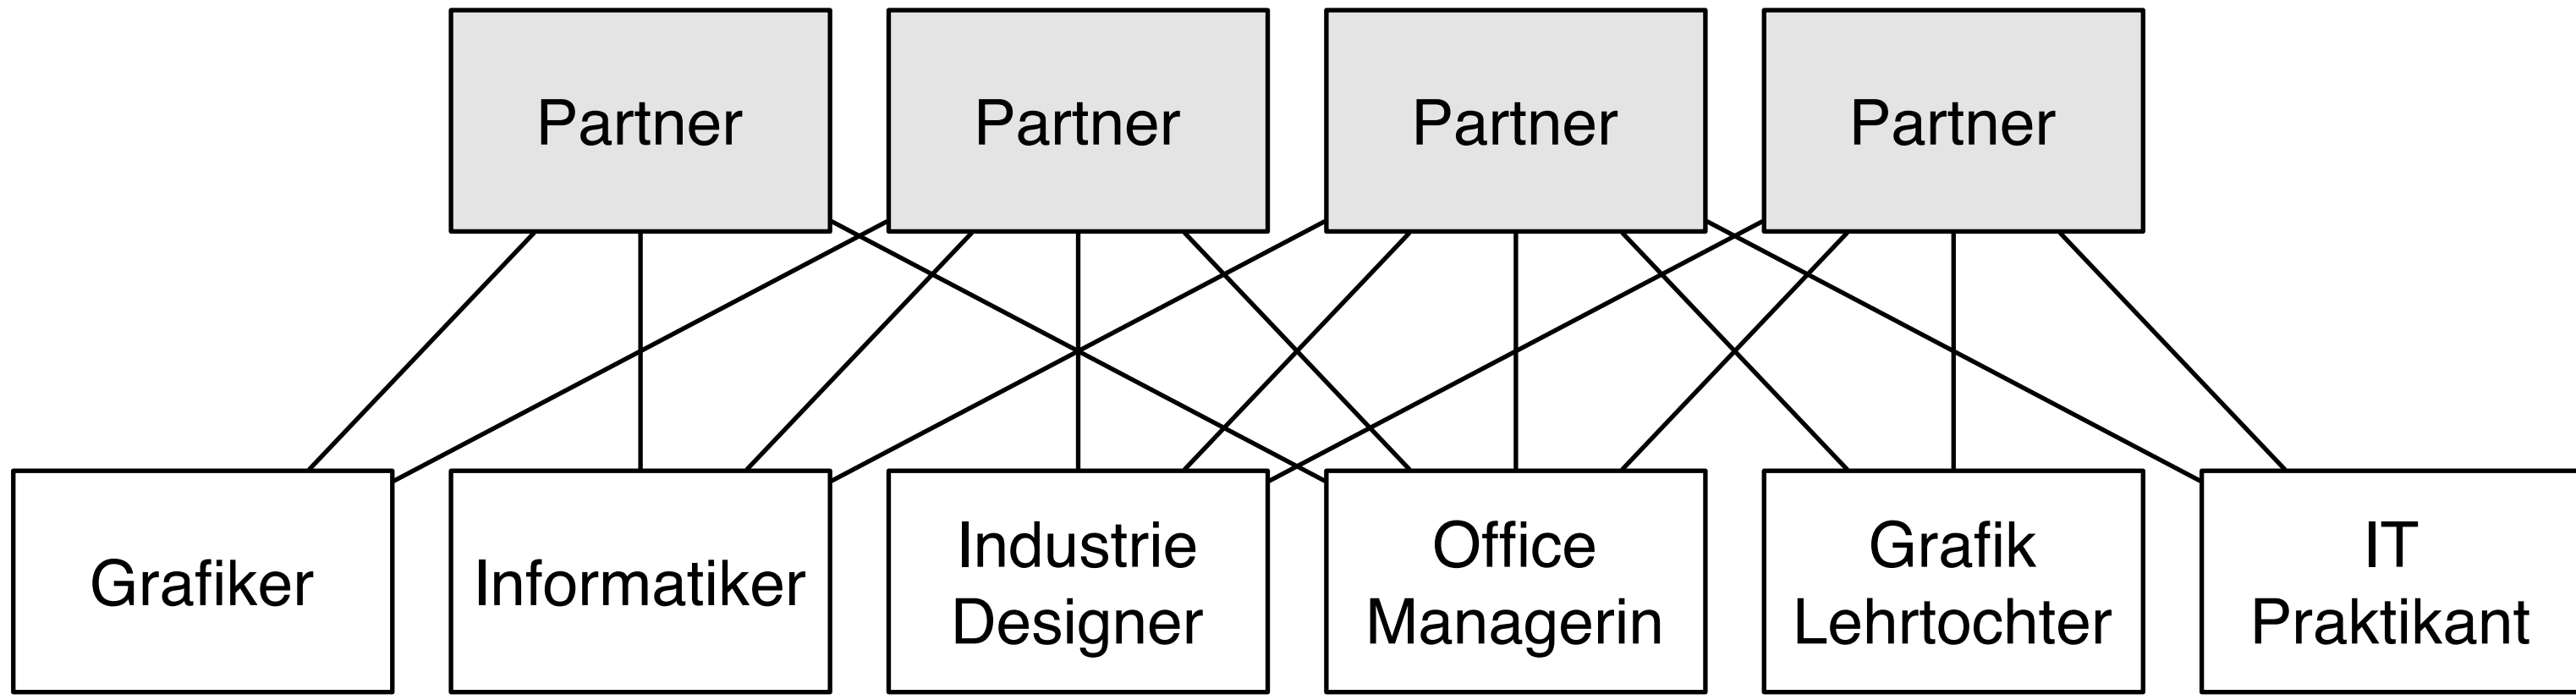 Partner
Partner
Partner
Partner
Grafiker
Informatiker
Industrie
Designer
Office
Managerin
Grafik
Lehrtochter
IT
Praktikant